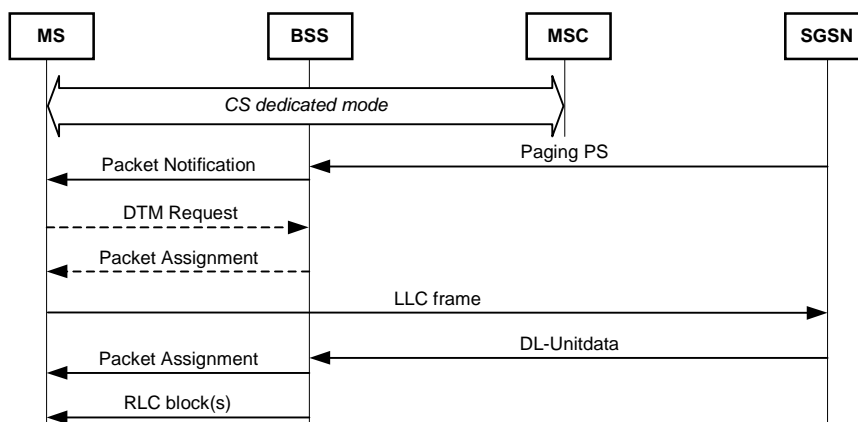 MS
BSS
MSC
SGSN
CS dedicated mode
Paging PS
Packet Notification
DTM Request
Packet Assignment
LLC frame
DL-Unitdata
Packet Assignment
RLC block(s)